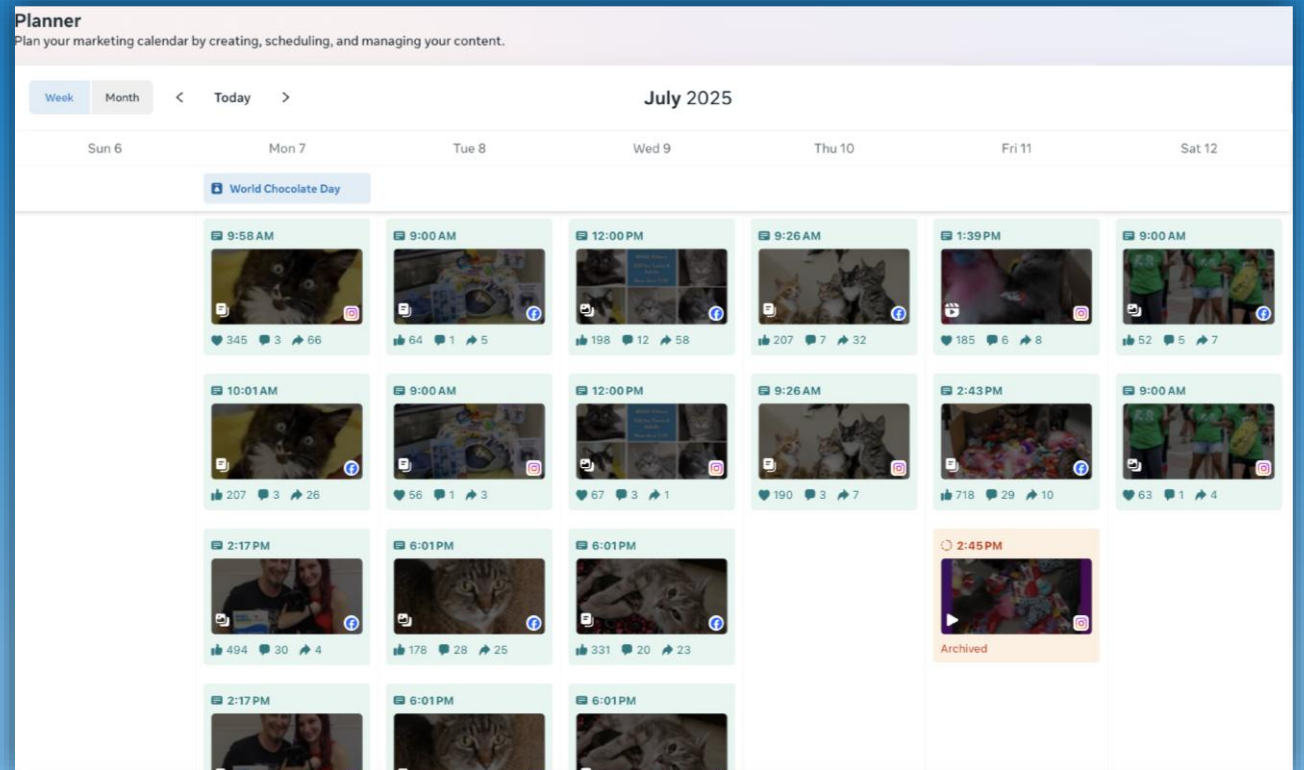 Planner
Plan your marketing calendar by creating, scheduling, and managing your content.
Week Month Today July 2025
Sun 6 Mon 7 Tue 8 Wed 9 Thu 10 Fri 11 Sat 12
World Chocolate Day
9:58 AM 9:00 AM 12:00 PM 9:26 AM 1:39 PM 9:00 AM
345 3 66 64 1 5 198 12 58 207 7 32 185 6 8 52 5 7
10:01 AM 9:00 AM 12:00 PM 9:26 AM 2:43 PM 9:00 AM
207 3 26 56 1 3 67 3 1 190 3 7 718 29 10 63 1 4
2:17 PM 6:01 PM 6:01 PM 2:45 PM
494 30 4 178 28 25 331 20 23 Archived
2:17 PM 6:01 PM 6:01 PM